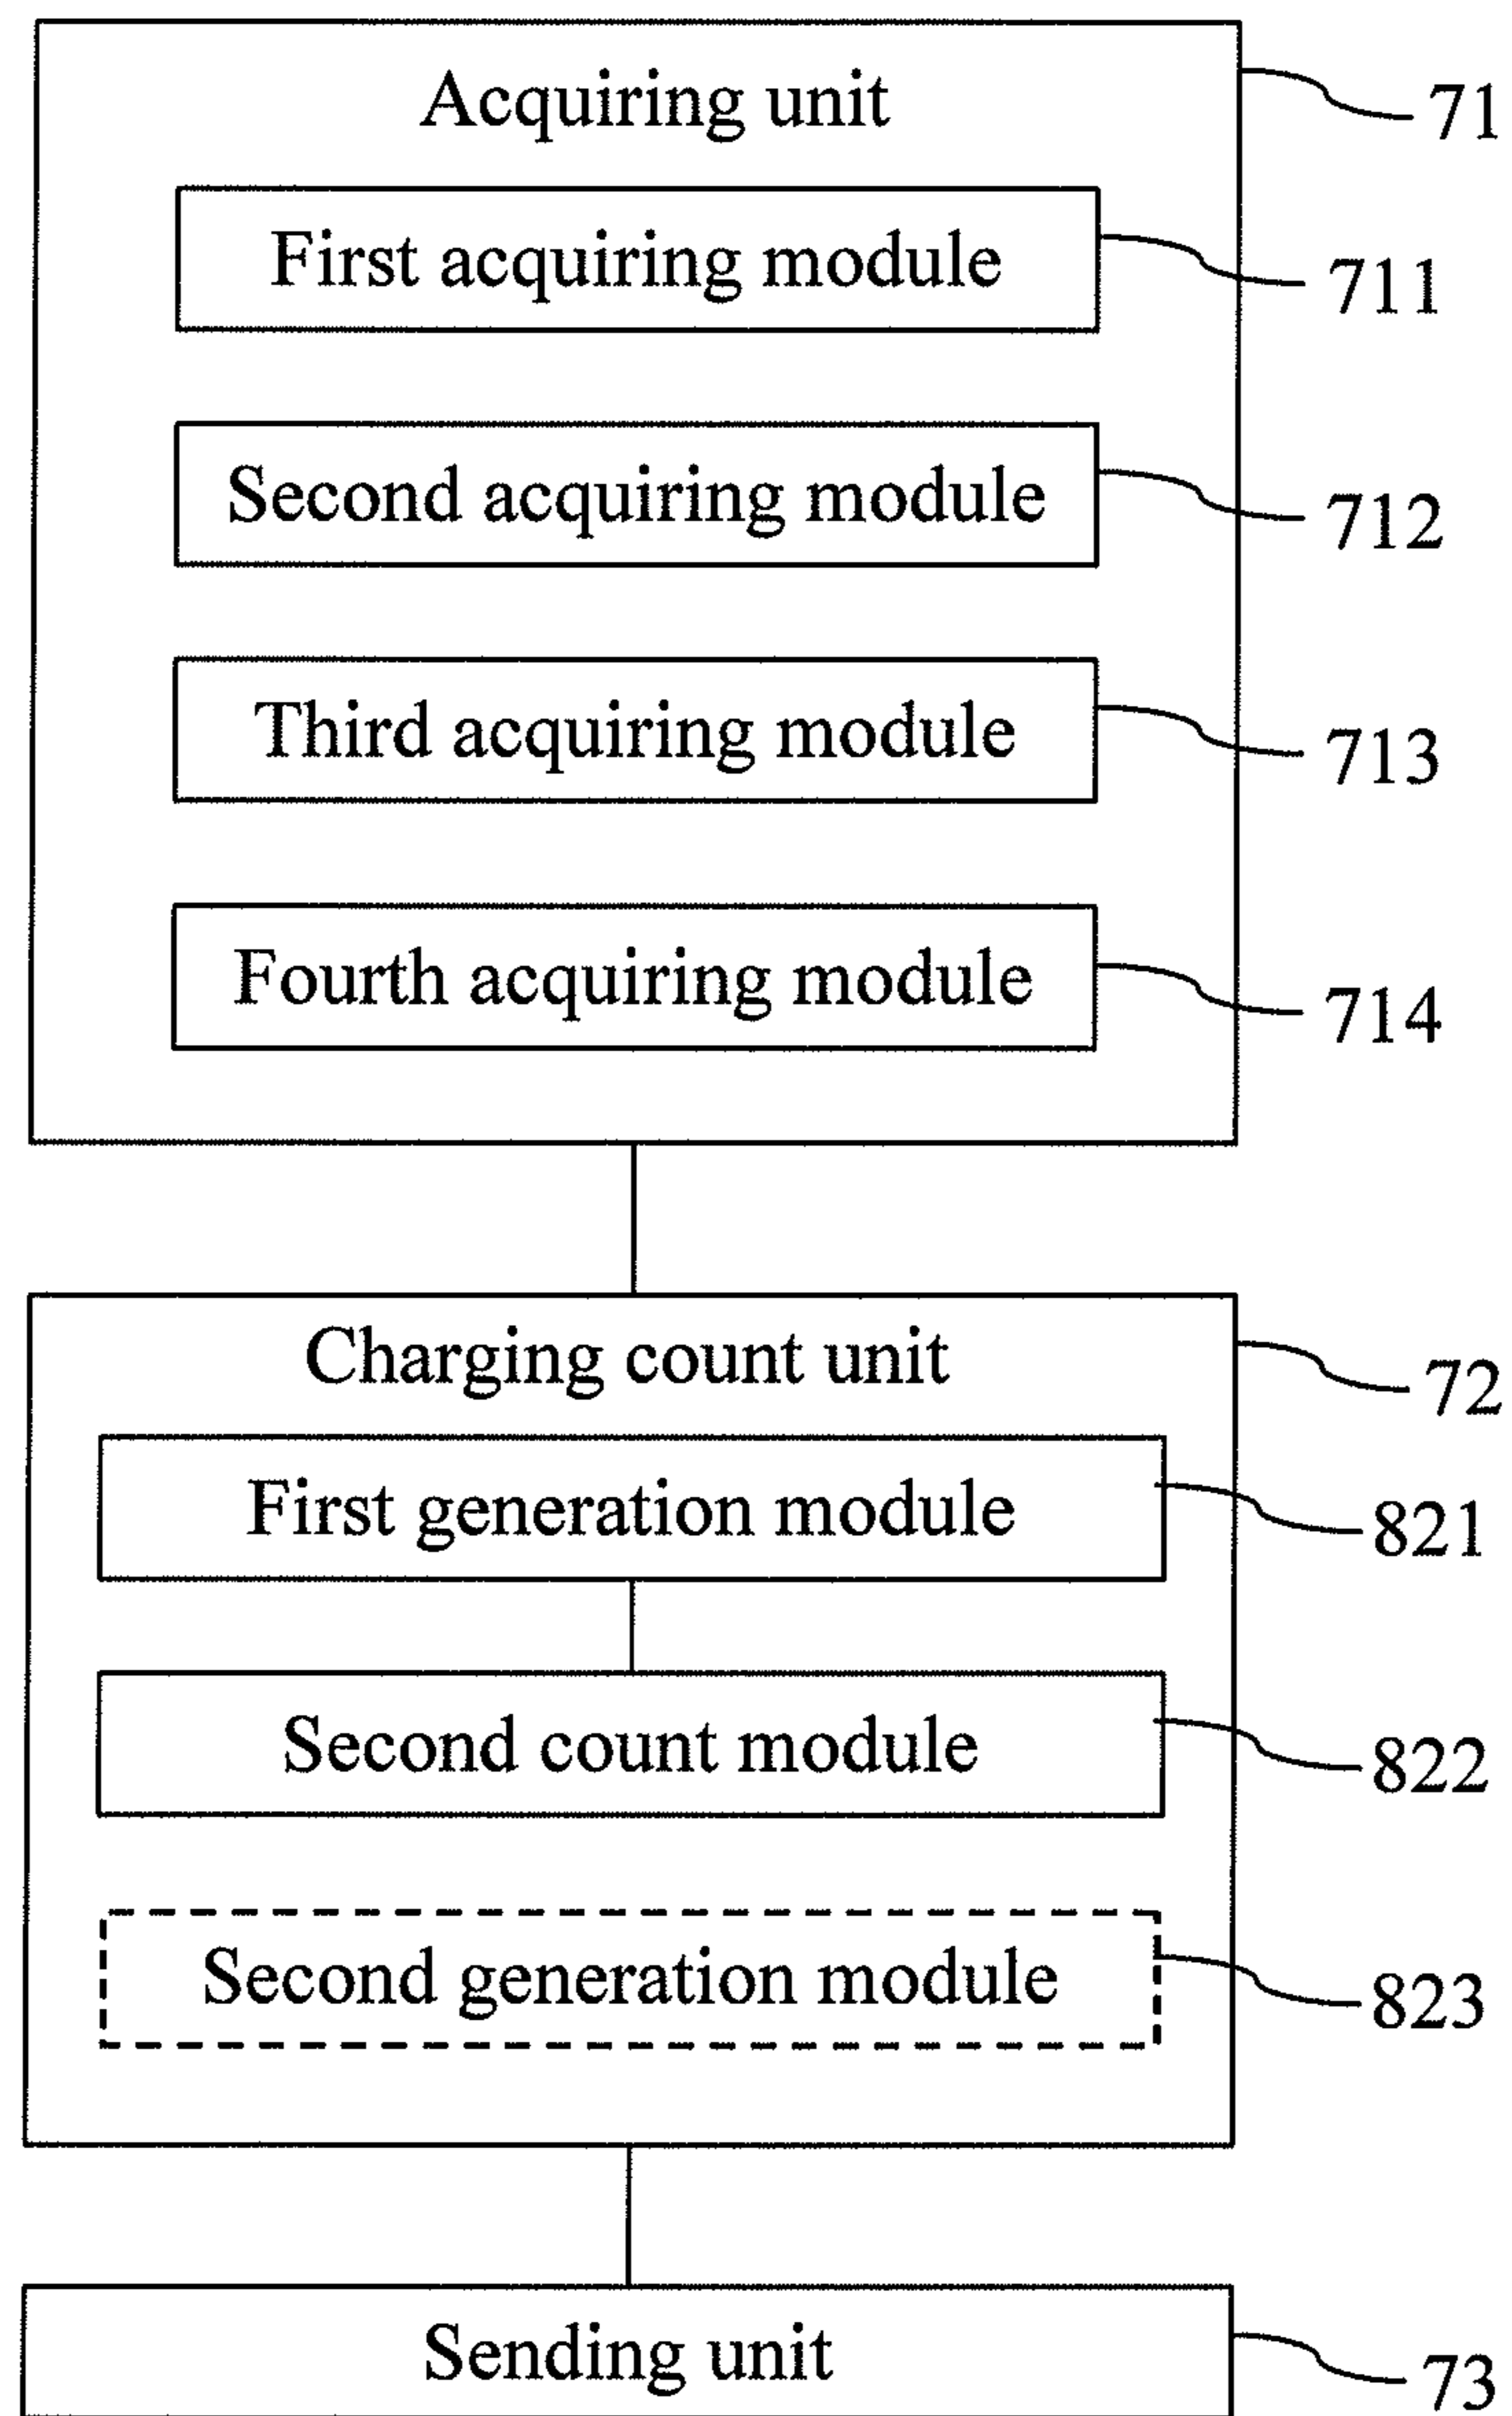 Acquiring unit
71
First acquiring module
711
Second acquiring module
712
Third acquiring module
713
Fourth acquiring module
714
Charging count unit
72
First generation module
821
Second count module
822
Second generation module
823
Sending unit
73